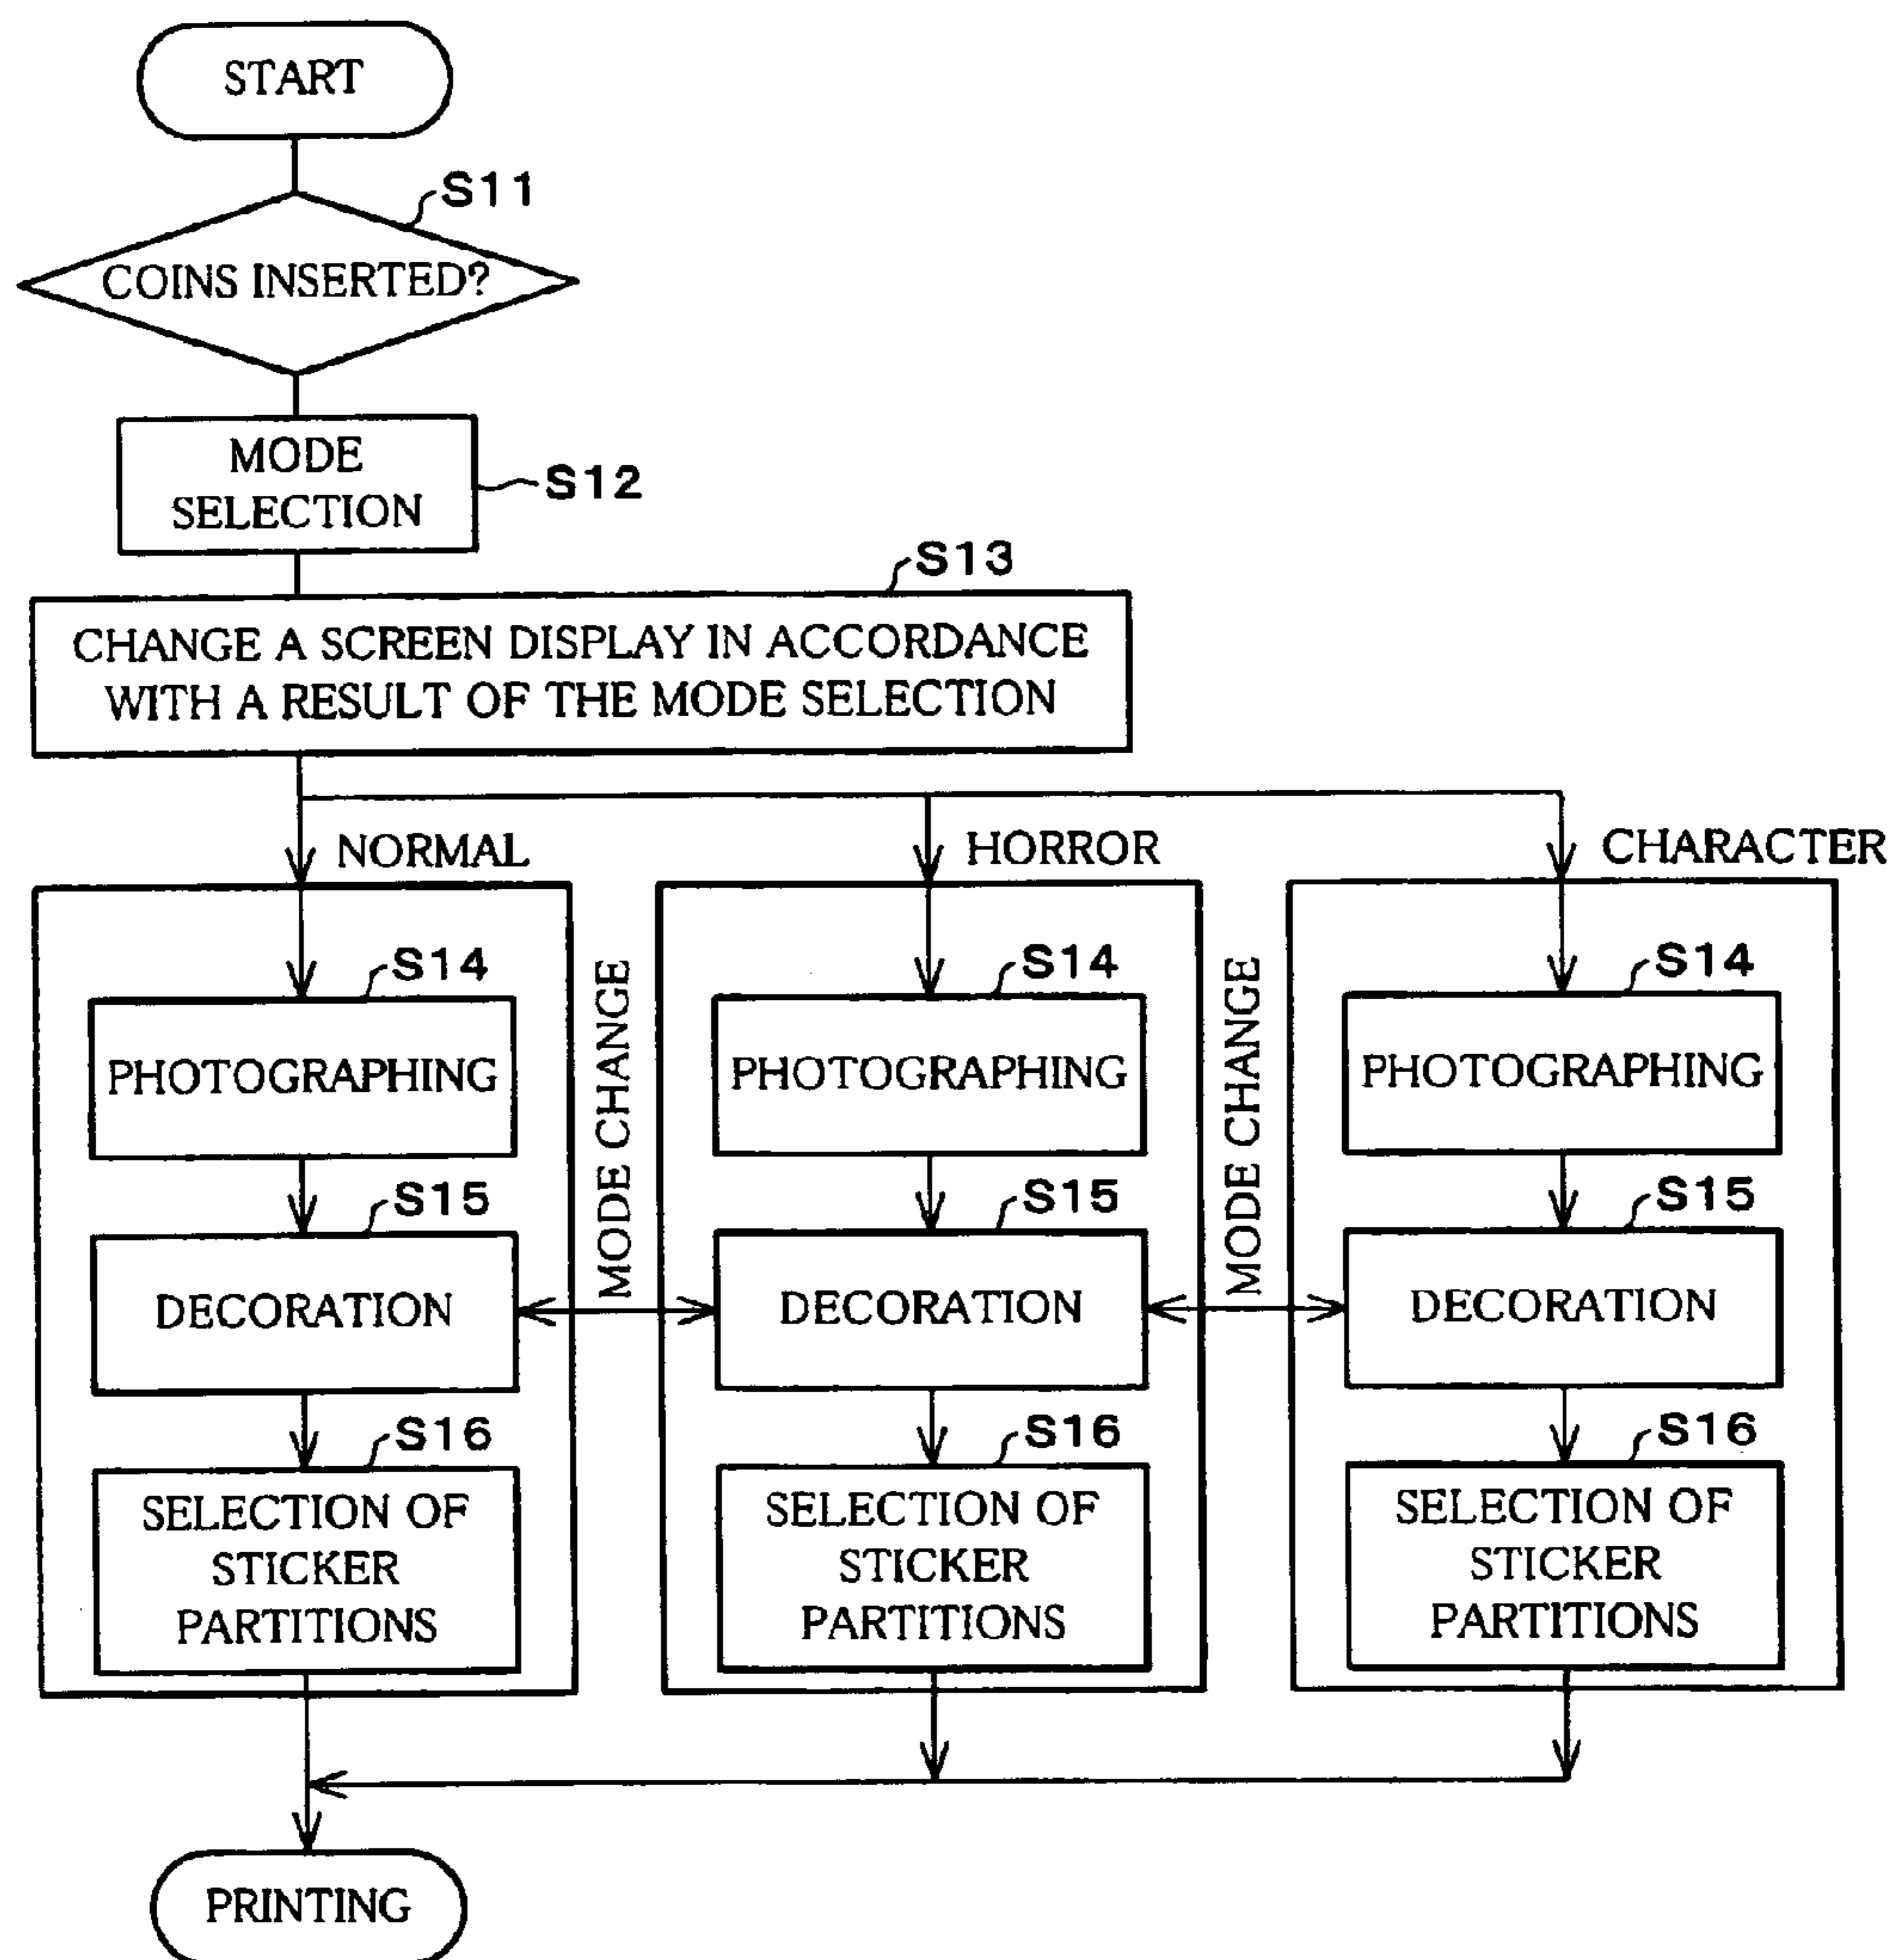 START
S11
COINS INSERTED?
MODE
SELECTION
S12
S13
CHANGE A SCREEN DISPLAY IN ACCORDANCE
WITH A RESULT OF THE MODE SELECTION
NORMAL
HORROR
CHARACTER
S14
PHOTOGRAPHING
S15
DECORATION
S16
SELECTION OF
STICKER
PARTITIONS
MODE CHANGE
S14
PHOTOGRAPHING
S15
DECORATION
S16
SELECTION OF
STICKER
PARTITIONS
MODE CHANGE
S14
PHOTOGRAPHING
S15
DECORATION
S16
SELECTION OF
STICKER
PARTITIONS
PRINTING